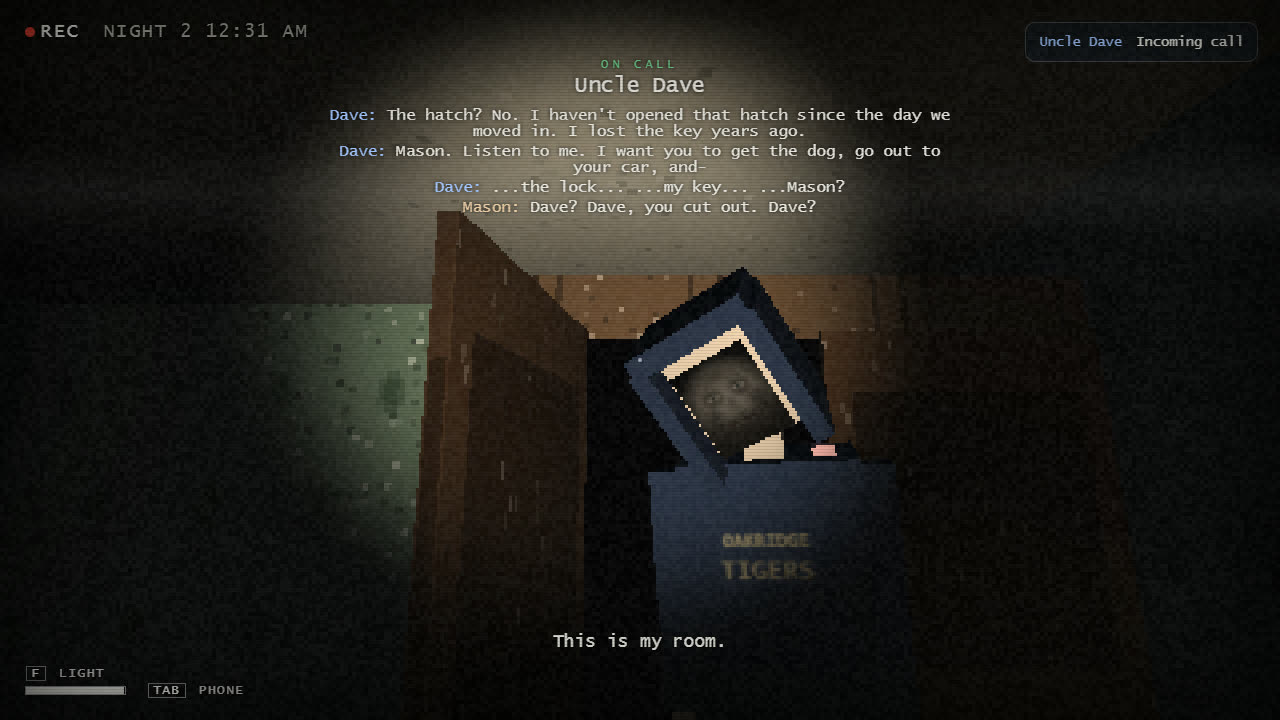 REC NIGHT 2 12:31 AM
Uncle Dave Incoming call
ON CALL
Uncle Dave
Dave: The hatch? No. I haven't opened that hatch since the day we
moved in. I lost the key years ago.
Dave: Mason. Listen to me. I want you to get the dog, go out to
your car, and-
Dave: ...the lock... ...my key... ...Mason?
Mason: Dave? Dave, you cut out. Dave?
OAKRIDGE
TIGERS
This is my room.
F LIGHT
TAB PHONE